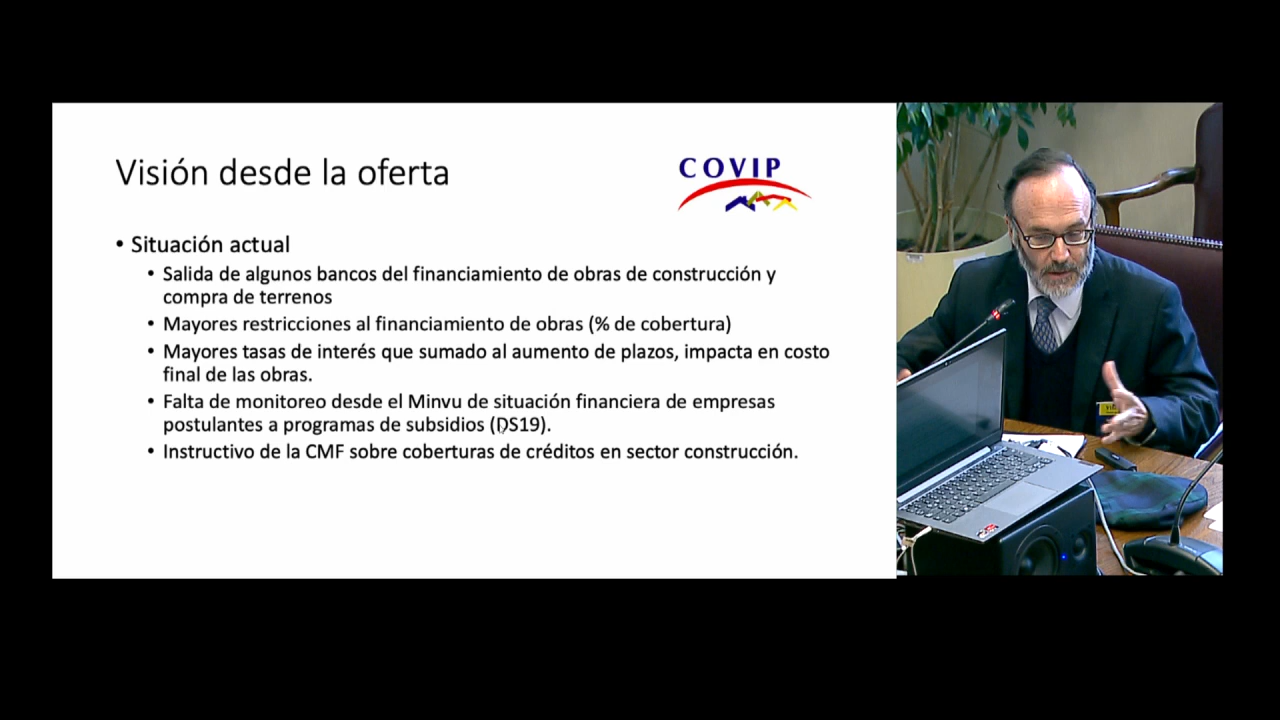 Visión desde la oferta
COVIP
• Situación actual
• Salida de algunos bancos del financiamiento de obras de construcción y
compra de terrenos
• Mayores restricciones al financiamiento de obras (% de cobertura)
• Mayores tasas de interés que sumado al aumento de plazos, impacta en costo
final de las obras.
• Falta de monitoreo desde el Minvu de situación financiera de empresas
postulantes a programas de subsidios (DS19).
• Instructivo de la CMF sobre coberturas de créditos en sector construcción.